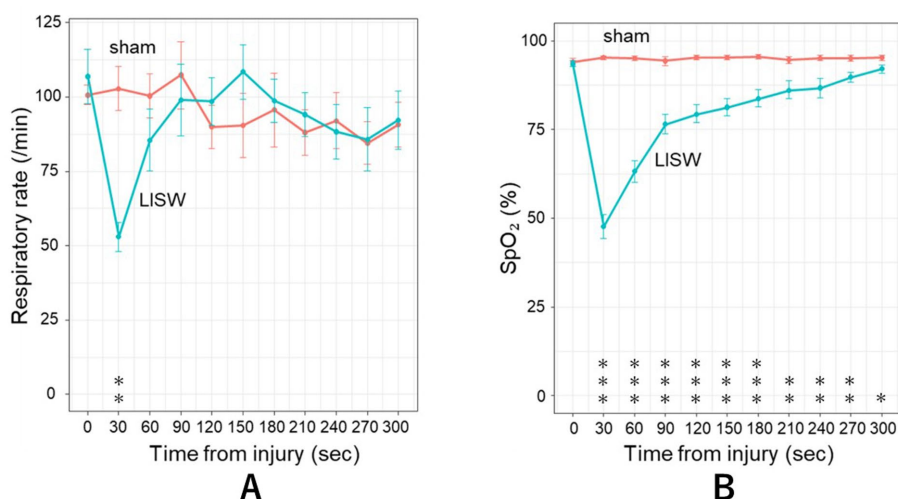 125
100
75
50
25
0
Respiratory rate (/min)
sham
LISW
* *
0 30 60 90 120 150 180 210 240 270 300
Time from injury (sec)
A
100
75
50
25
0
SpO₂ (%)
sham
LISW
* * * * * *
* * * * * * * * *
* * * * * * * * * *
0 30 60 90 120 150 180 210 240 270 300
Time from injury (sec)
B